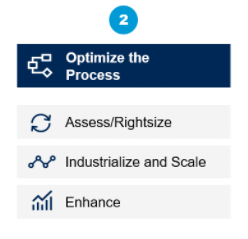 2
Optimize the
Process
Assess/Rightsize
Industrialize and Scale
Enhance